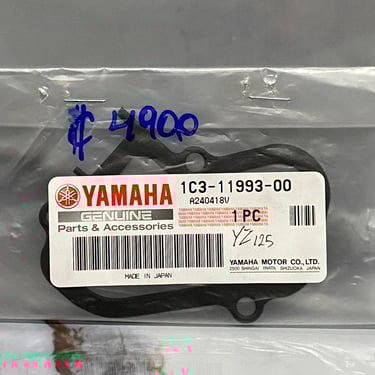 ₡ 4900
YAMAHA 1C3-11993-00
A240418V
GENUINE
Parts & Accessories
1 PC
YZ125
MADE IN JAPAN
YAMAHA MOTOR CO., LTD.
2500 SHINGAI IWATA SHIZUOKA JAPAN